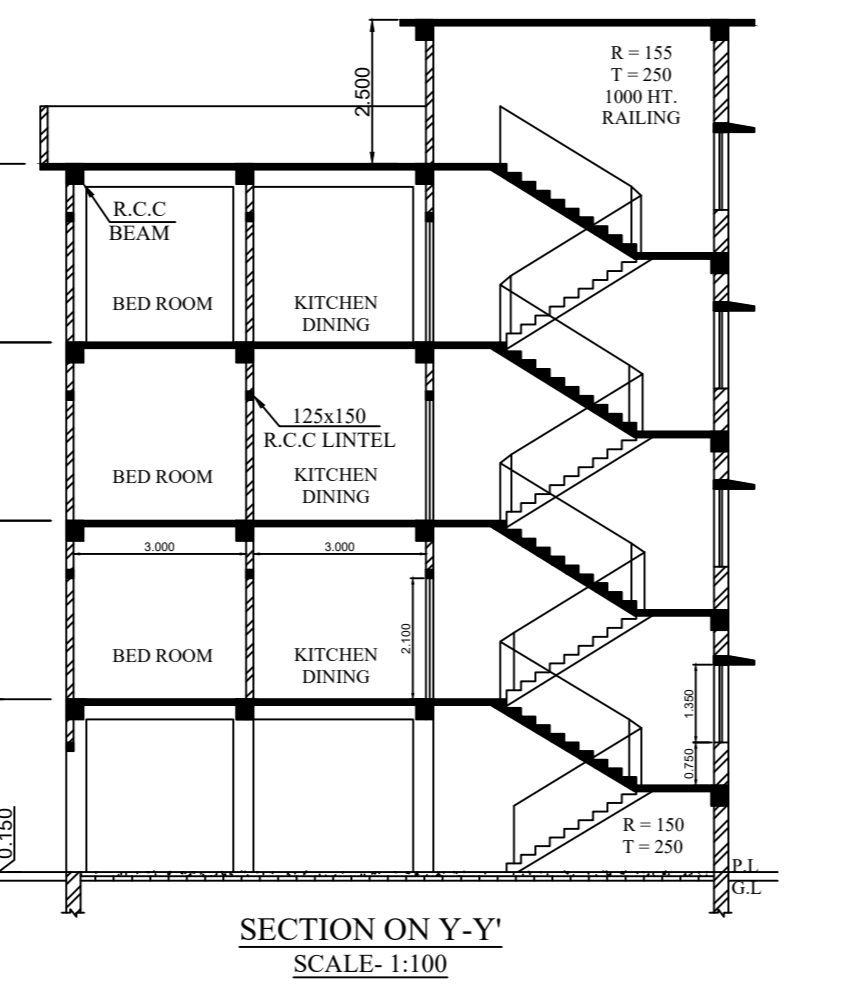 2.500
R = 155
T = 250
1000 HT.
RAILING
R.C.C
BEAM
BED ROOM
KITCHEN
DINING
125x150
R.C.C LINTEL
BED ROOM
KITCHEN
DINING
3.000
3.000
2.100
BED ROOM
KITCHEN
DINING
1.350
0.750
0.150
R = 150
T = 250
P.L
G.L
SECTION ON Y-Y'
SCALE- 1:100